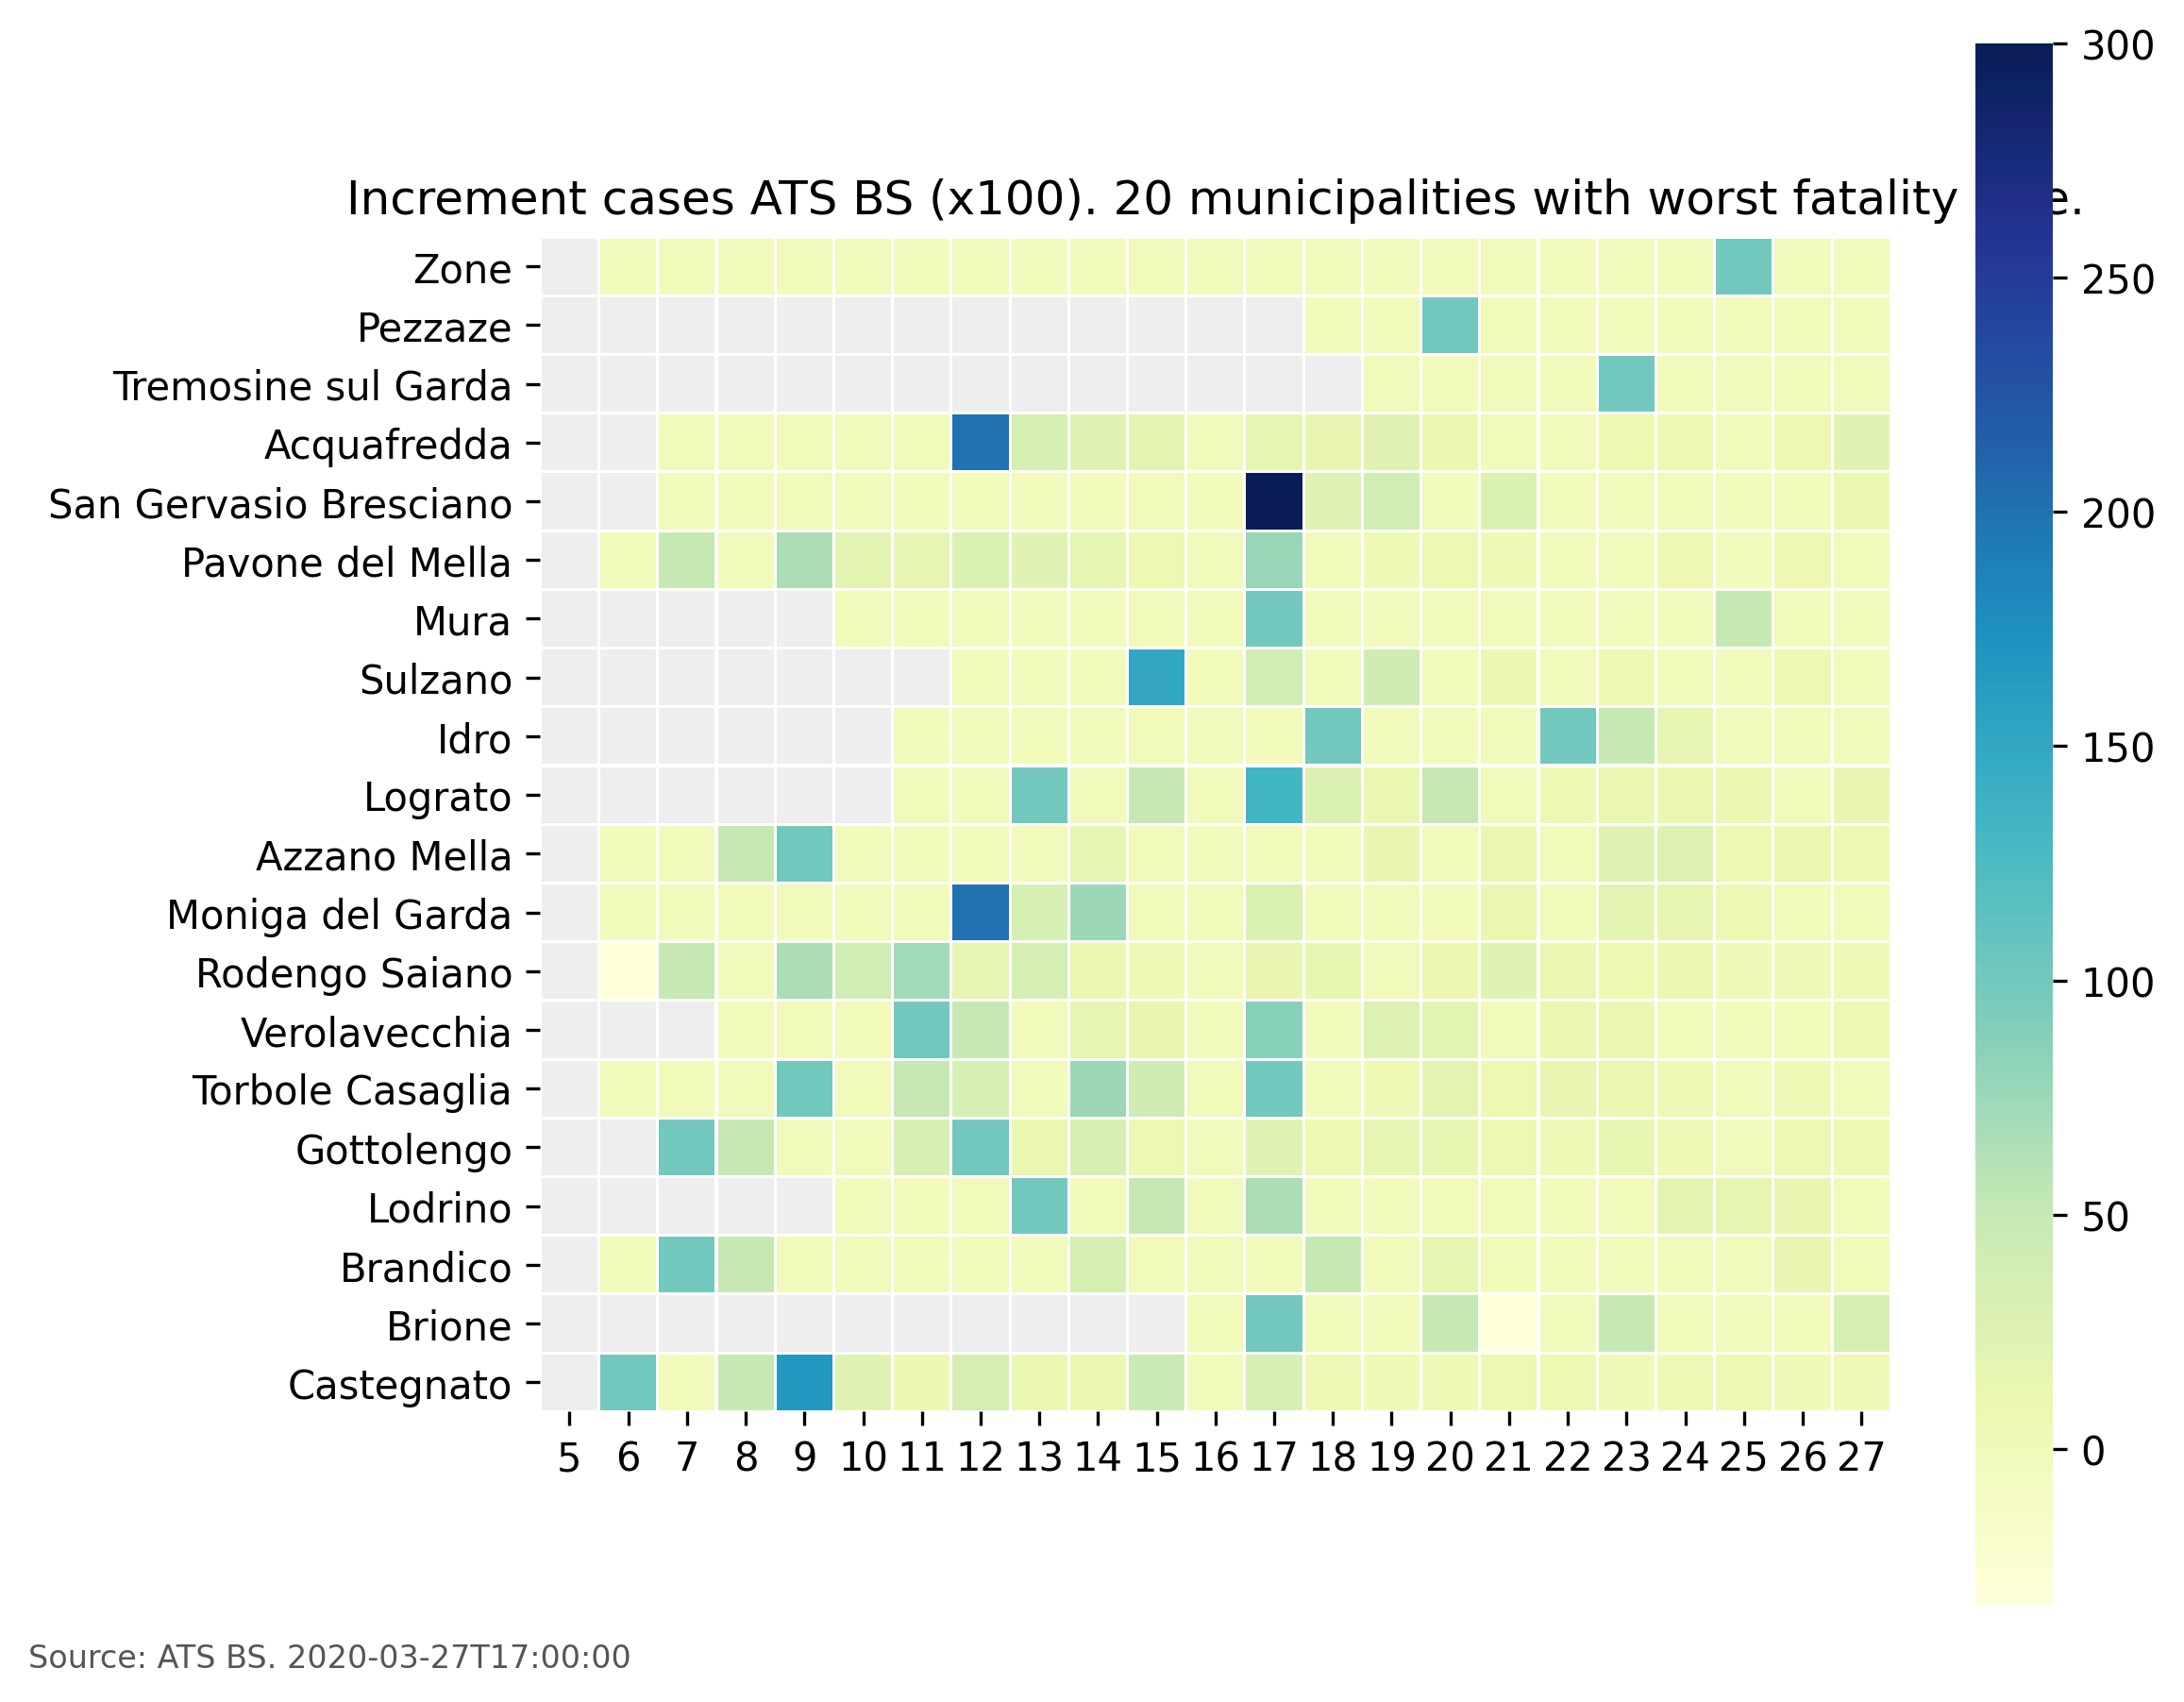 Increment cases ATS BS (x100). 20 municipalities with worst fatality e.
300
250
200
150
100
50
0
Zone
Pezzaze
Tremosine sul Garda
Acquafredda
San Gervasio Bresciano
Pavone del Mella
Mura
Sulzano
Idro
Lograto
Azzano Mella
Moniga del Garda
Rodengo Saiano
Verolavecchia
Torbole Casaglia
Gottolengo
Lodrino
Brandico
Brione
Castegnato
5 6 7 8 9 10 11 12 13 14 15 16 17 18 19 20 21 22 23 24 25 26 27
Source: ATS BS. 2020-03-27T17:00:00